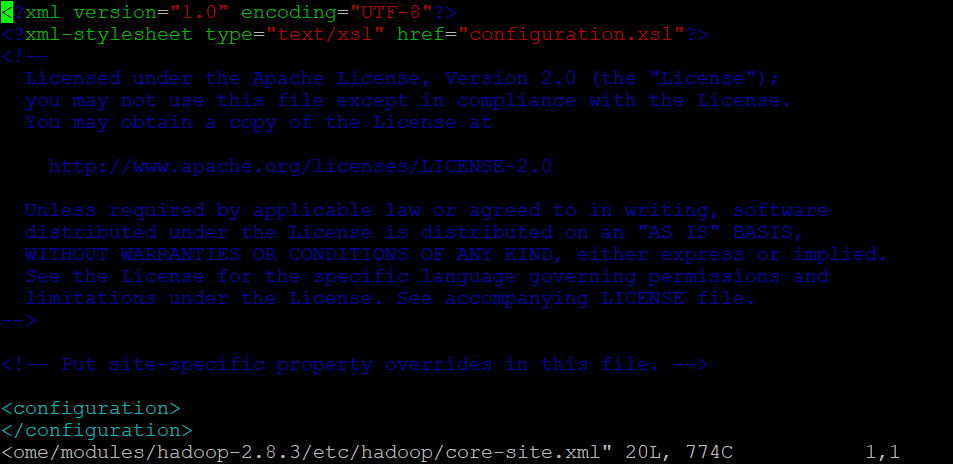 <?xml version="1.0" encoding="UTF-8"?>
<?xml-stylesheet type="text/xsl" href="configuration.xsl"?>
<!--
  Licensed under the Apache License, Version 2.0 (the "License");
  you may not use this file except in compliance with the License.
  You may obtain a copy of the License at

    http://www.apache.org/licenses/LICENSE-2.0

  Unless required by applicable law or agreed to in writing, software
  distributed under the License is distributed on an "AS IS" BASIS,
  WITHOUT WARRANTIES OR CONDITIONS OF ANY KIND, either express or implied.
  See the License for the specific language governing permissions and
  limitations under the License. See accompanying LICENSE file.
-->

<!-- Put site-specific property overrides in this file. -->

<configuration>
</configuration>
<ome/modules/hadoop-2.8.3/etc/hadoop/core-site.xml" 20L, 774C 1,1